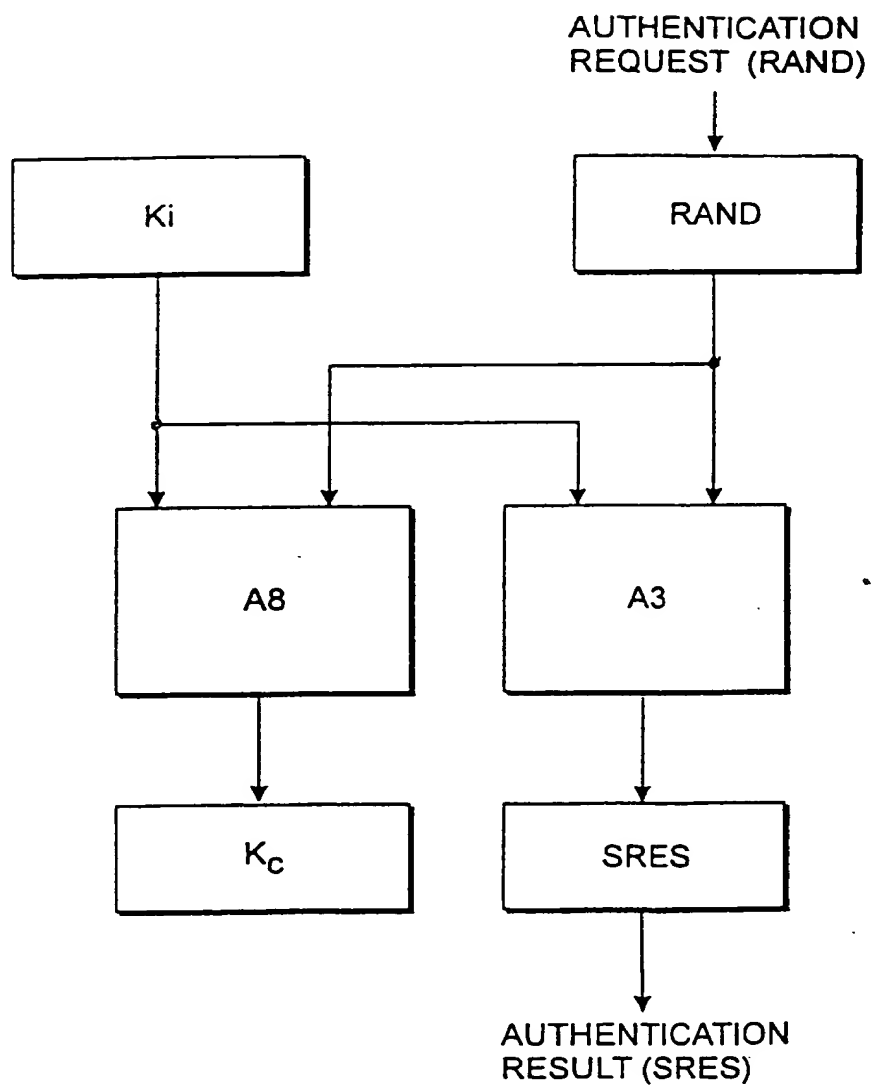 AUTHENTICATION
REQUEST (RAND)
Ki
RAND
A8
A3
Kc
SRES
AUTHENTICATION
RESULT (SRES)